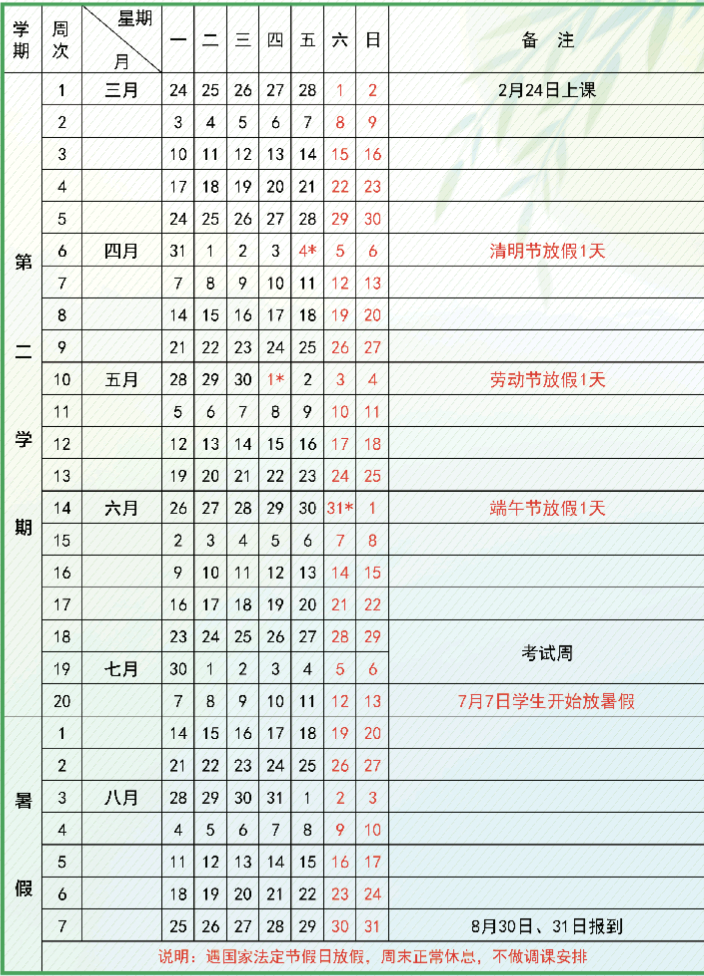 学期 周次 星期 月 一 二 三 四 五 六 日 备 注
第二学期
1 三月 24 25 26 27 28 1 2 2月24日上课
2 3 4 5 6 7 8 9
3 10 11 12 13 14 15 16
4 17 18 19 20 21 22 23
5 24 25 26 27 28 29 30
6 四月 31 1 2 3 4* 5 6 清明节放假1天
7 7 8 9 10 11 12 13
8 14 15 16 17 18 19 20
9 21 22 23 24 25 26 27
10 五月 28 29 30 1* 2 3 4 劳动节放假1天
11 5 6 7 8 9 10 11
12 12 13 14 15 16 17 18
13 19 20 21 22 23 24 25
14 六月 26 27 28 29 30 31* 1 端午节放假1天
15 2 3 4 5 6 7 8
16 9 10 11 12 13 14 15
17 16 17 18 19 20 21 22
18 23 24 25 26 27 28 29 考试周
19 七月 30 1 2 3 4 5 6
20 7 8 9 10 11 12 13 7月7日学生开始放暑假
暑假
1 14 15 16 17 18 19 20
2 21 22 23 24 25 26 27
3 八月 28 29 30 31 1 2 3
4 4 5 6 7 8 9 10
5 11 12 13 14 15 16 17
6 18 19 20 21 22 23 24
7 25 26 27 28 29 30 31 8月30日、31日报到
说明：遇国家法定节假日放假，周末正常休息，不做调课安排